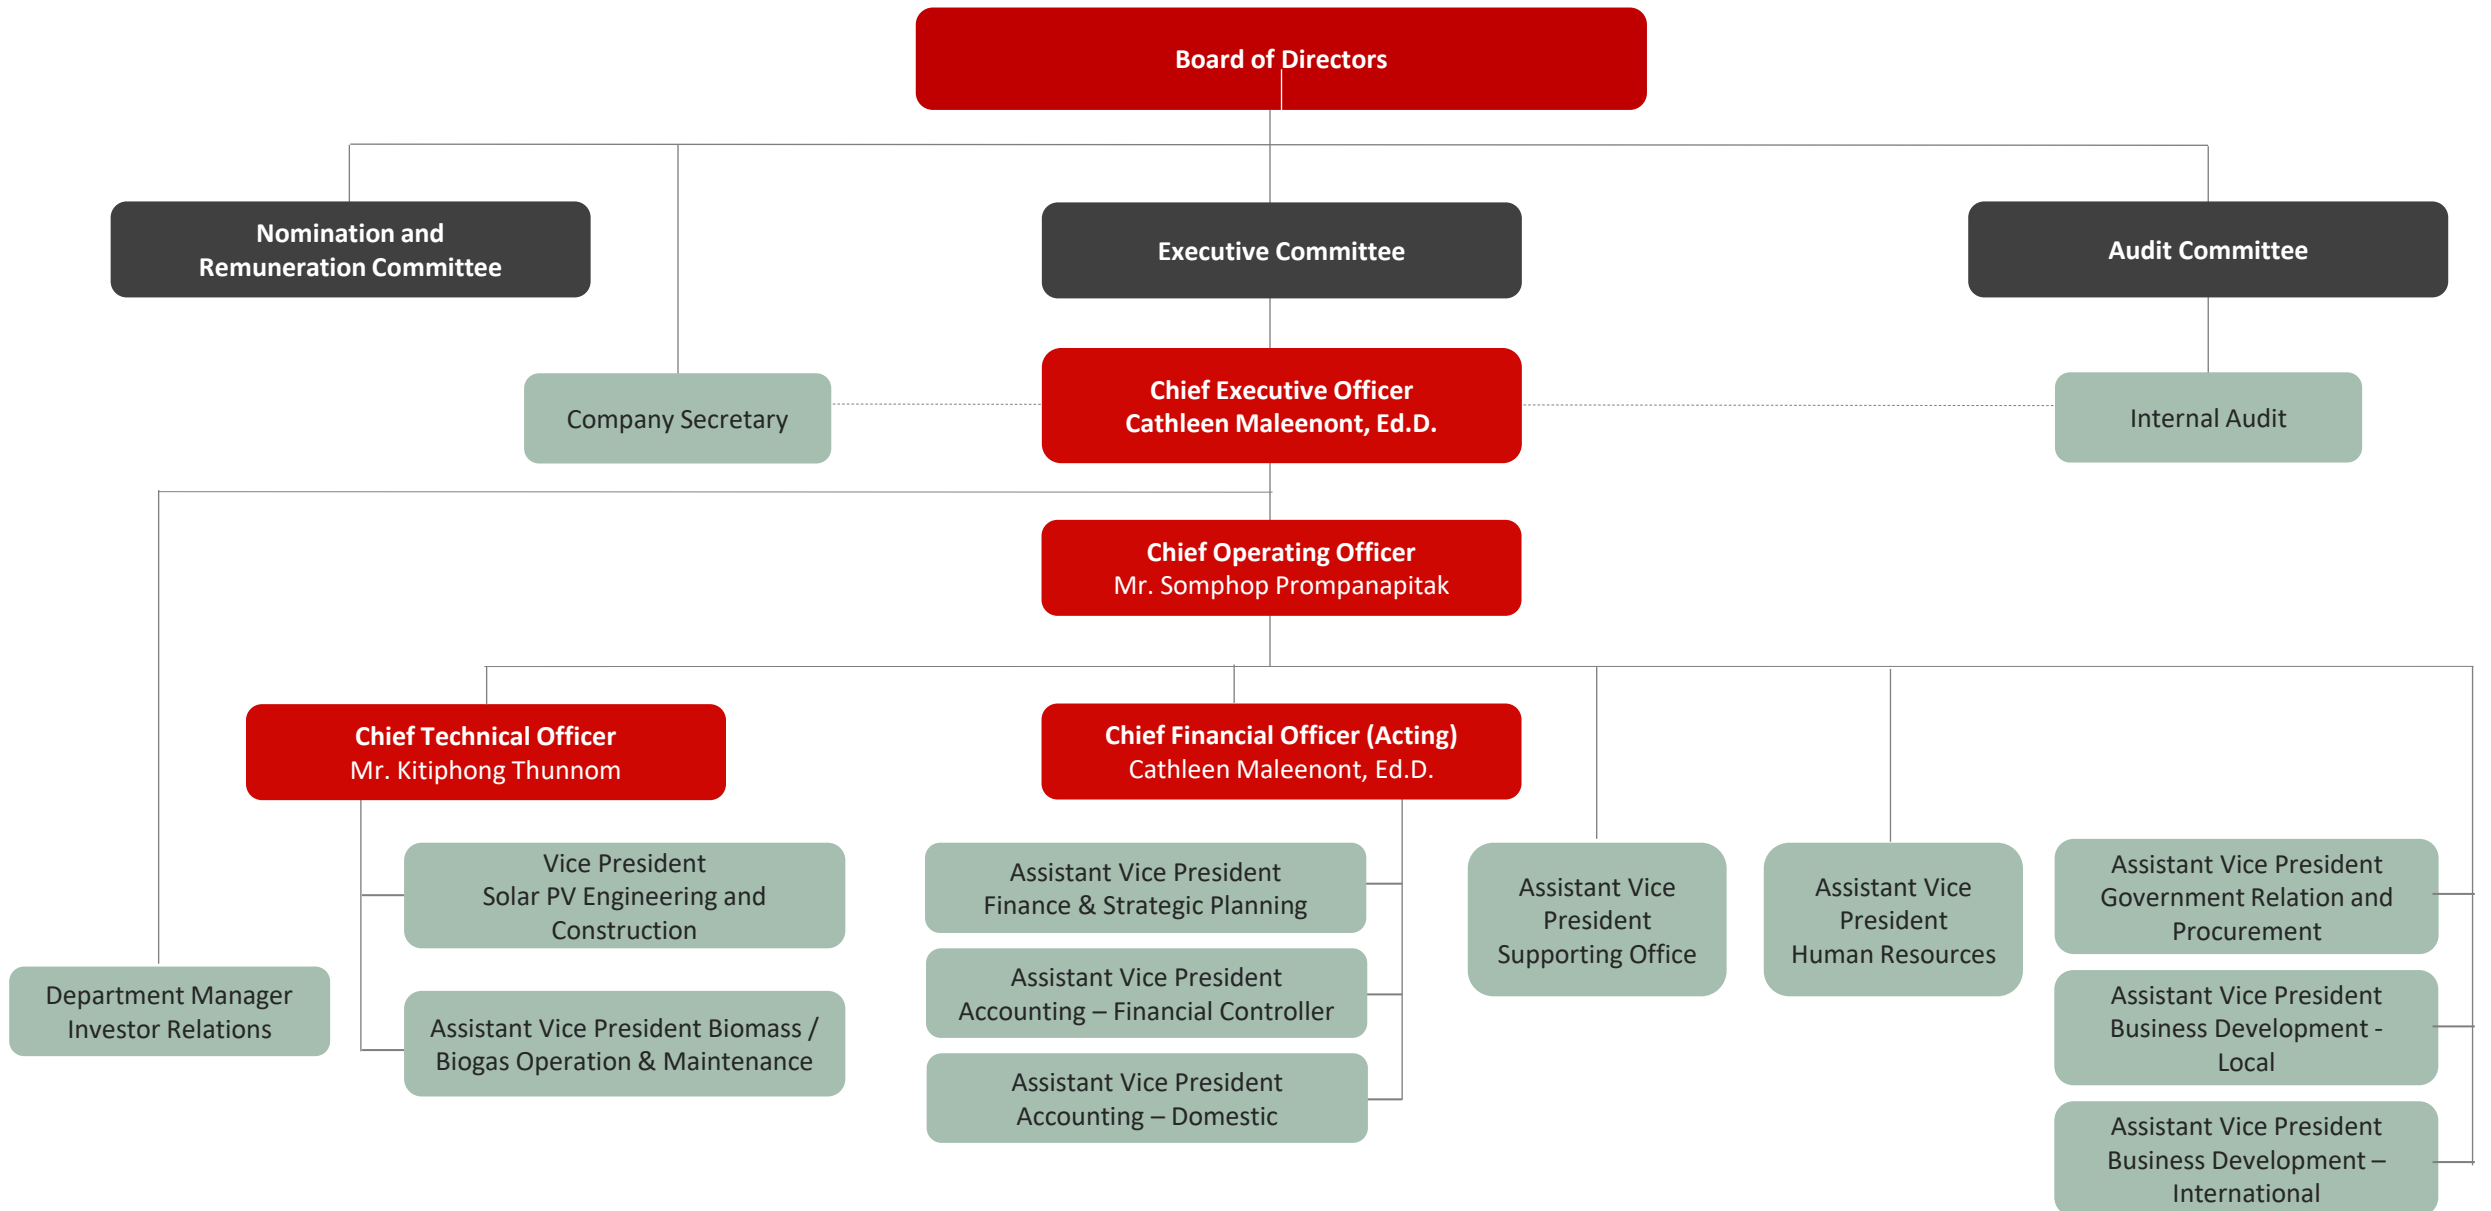 Board of Directors
Nomination and
Remuneration Committee
Executive Committee
Audit Committee
Company Secretary
Chief Executive Officer
Cathleen Maleenont, Ed.D.
Internal Audit
Chief Operating Officer
Mr. Somphop Prompanapitak
Chief Technical Officer
Mr. Kitiphong Thunnom
Chief Financial Officer (Acting)
Cathleen Maleenont, Ed.D.
Department Manager
Investor Relations
Vice President
Solar PV Engineering and
Construction
Assistant Vice President Biomass /
Biogas Operation & Maintenance
Assistant Vice President
Finance & Strategic Planning
Assistant Vice President
Accounting – Financial Controller
Assistant Vice President
Accounting – Domestic
Assistant Vice
President
Supporting Office
Assistant Vice
President
Human Resources
Assistant Vice President
Government Relation and
Procurement
Assistant Vice President
Business Development -
Local
Assistant Vice President
Business Development –
International